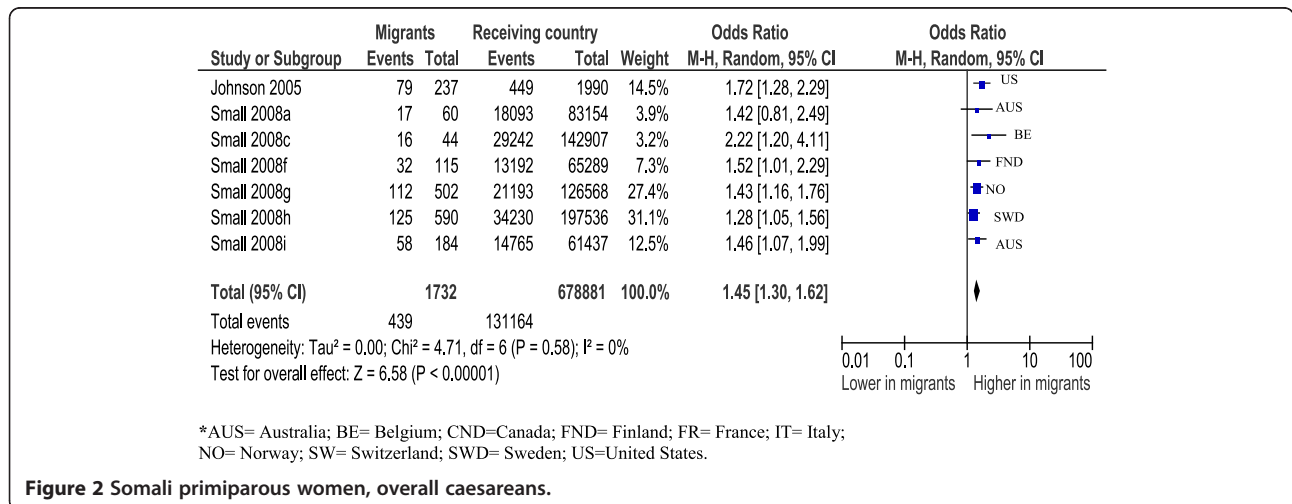 Migrants Receiving country Odds Ratio Odds Ratio
Study or Subgroup Events Total Events Total Weight M-H, Random, 95% CI M-H, Random, 95% CI
Johnson 2005 79 237 449 1990 14.5% 1.72 [1.28, 2.29] US
Small 2008a 17 60 18093 83154 3.9% 1.42 [0.81, 2.49] AUS
Small 2008c 16 44 29242 142907 3.2% 2.22 [1.20, 4.11] BE
Small 2008f 32 115 13192 65289 7.3% 1.52 [1.01, 2.29] FND
Small 2008g 112 502 21193 126568 27.4% 1.43 [1.16, 1.76] NO
Small 2008h 125 590 34230 197536 31.1% 1.28 [1.05, 1.56] SWD
Small 2008i 58 184 14765 61437 12.5% 1.46 [1.07, 1.99] AUS
Total (95% CI) 1732 678881 100.0% 1.45 [1.30, 1.62]
Total events 439 131164
Heterogeneity: Tau² = 0.00; Chi² = 4.71, df = 6 (P = 0.58); I² = 0%
Test for overall effect: Z = 6.58 (P < 0.00001)
0.01 0.1 1 10 100
Lower in migrants Higher in migrants
*AUS= Australia; BE= Belgium; CND=Canada; FND= Finland; FR= France; IT= Italy;
NO= Norway; SW= Switzerland; SWD= Sweden; US=United States.
Figure 2 Somali primiparous women, overall caesareans.